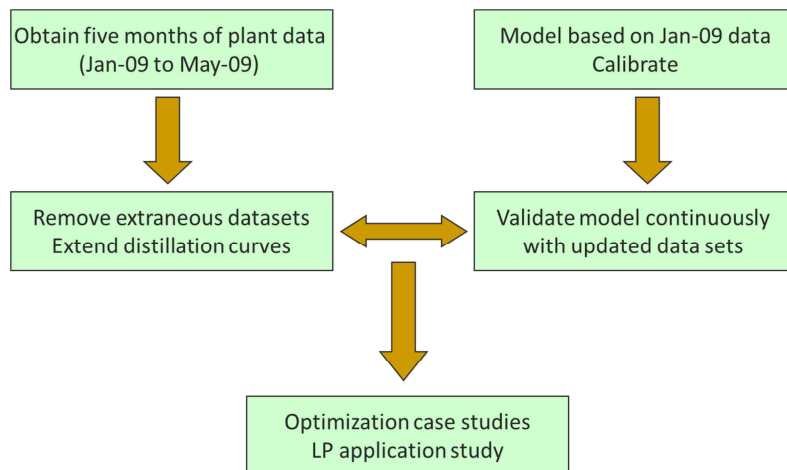 Obtain five months of plant data
(Jan-09 to May-09)
Model based on Jan-09 data
Calibrate
Remove extraneous datasets
Extend distillation curves
Validate model continuously
with updated data sets
Optimization case studies
LP application study